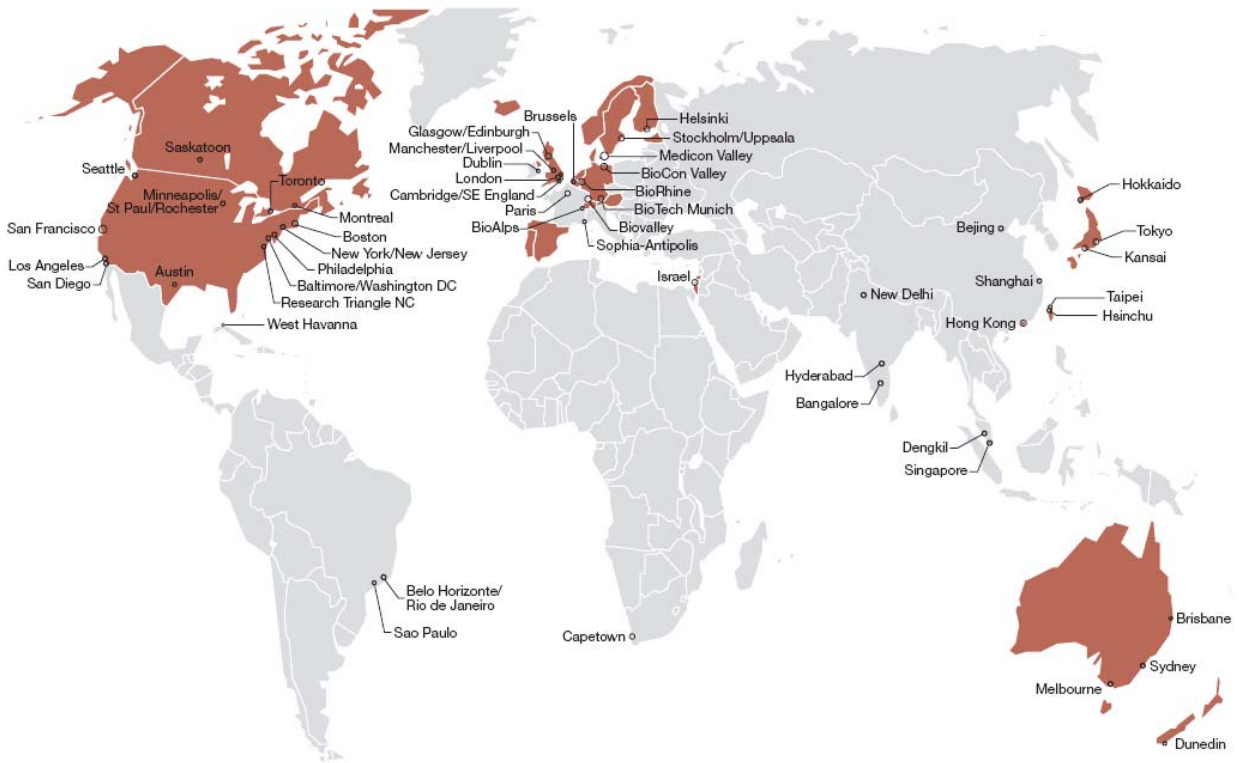 Saskatoon
Seattle
Minneapolis/
St Paul/Rochester
Toronto
Montreal
San Francisco
Boston
New York/New Jersey
Philadelphia
Los Angeles
San Diego
Austin
Baltimore/Washington DC
Research Triangle NC
West Havanna
Brussels
Glasgow/Edinburgh
Manchester/Liverpool
Dublin
London
Cambridge/SE England
Paris
BioAlps
Helsinki
Stockholm/Uppsala
Medicon Valley
BioCon Valley
BioRhine
BioTech Munich
Biovalley
Sophia-Antipolis
Israel
Hokkaido
Beijing
Tokyo
Kansai
Shanghai
New Delhi
Taipei
Hsinchu
Hong Kong
Hyderabad
Bangalore
Dengkil
Singapore
Belo Horizonte/
Rio de Janeiro
Sao Paulo
Capetown
Brisbane
Sydney
Melbourne
Dunedin